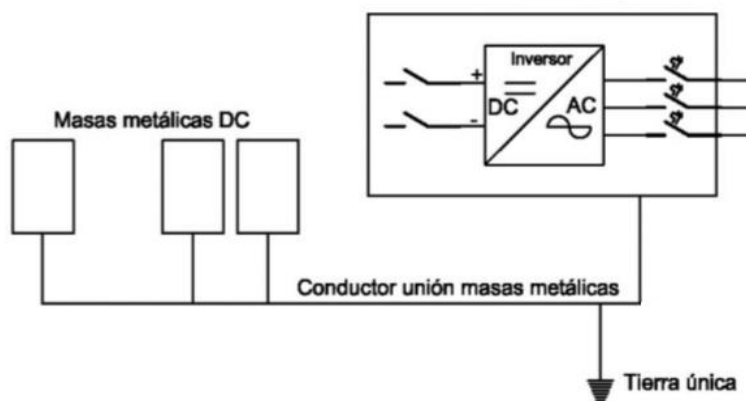 Inversor
+
DC
AC
-
Masas metálicas DC
Conductor unión masas metálicas
Tierra única